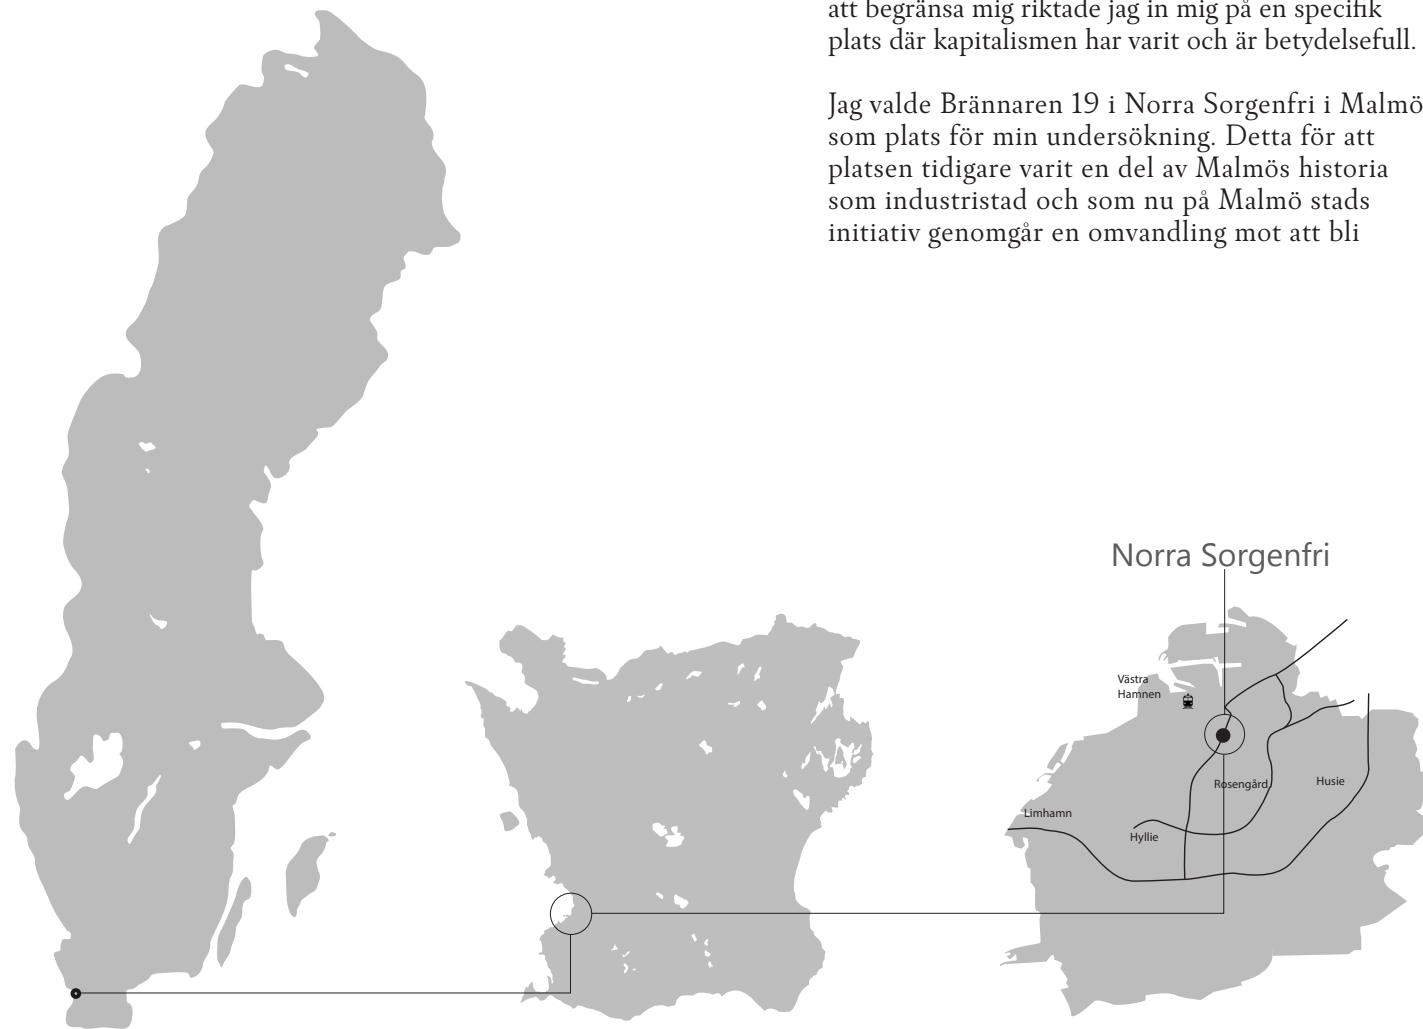 att begränsa mig riktade jag in mig på en specifik
plats där kapitalismen har varit och är betydelsefull.
Jag valde Brännaren 19 i Norra Sorgenfri i Malmö
som plats för min undersökning. Detta för att
platsen tidigare varit en del av Malmös historia
som industristad och som nu på Malmö stads
initiativ genomgår en omvandling mot att bli
Norra Sorgenfri
Västra
Hamnen
Rosengård
Husie
Limhamn
Hyllie